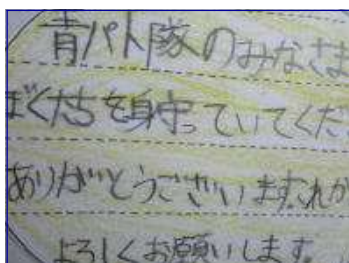 青パト隊のみなさま
ぼくたちを身守っていてくだ
ありがとうございますこれか
よろしくお願いします。